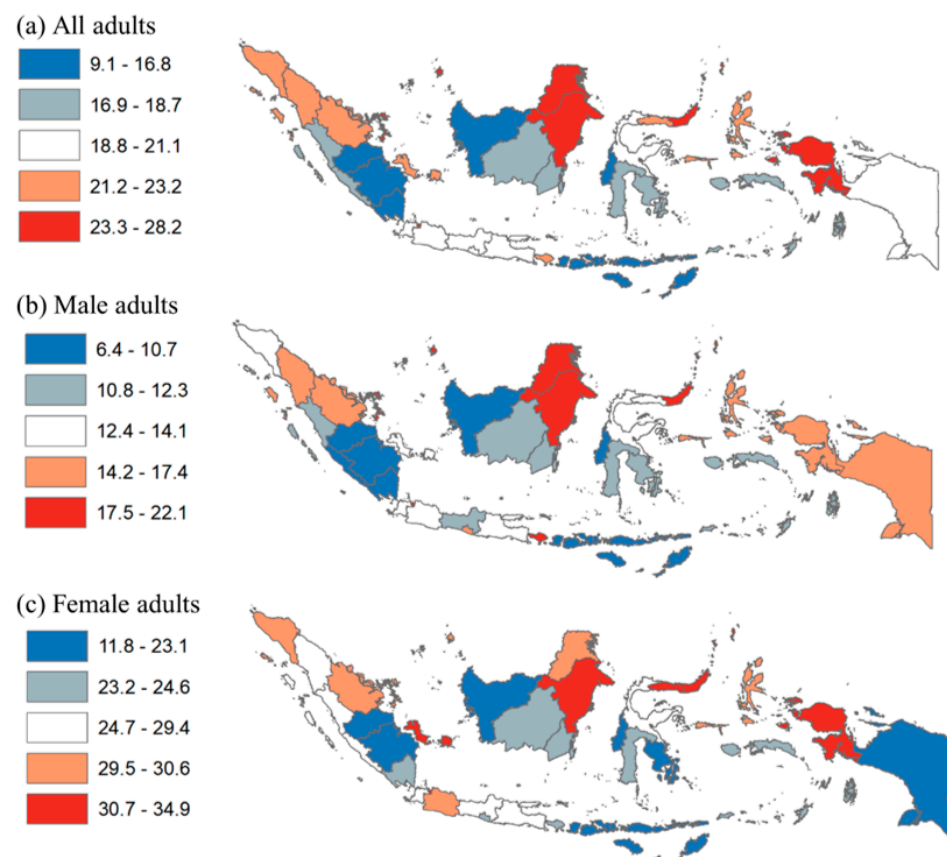 (a) All adults
9.1 - 16.8
16.9 - 18.7
18.8 - 21.1
21.2 - 23.2
23.3 - 28.2
(b) Male adults
6.4 - 10.7
10.8 - 12.3
12.4 - 14.1
14.2 - 17.4
17.5 - 22.1
(c) Female adults
11.8 - 23.1
23.2 - 24.6
24.7 - 29.4
29.5 - 30.6
30.7 - 34.9